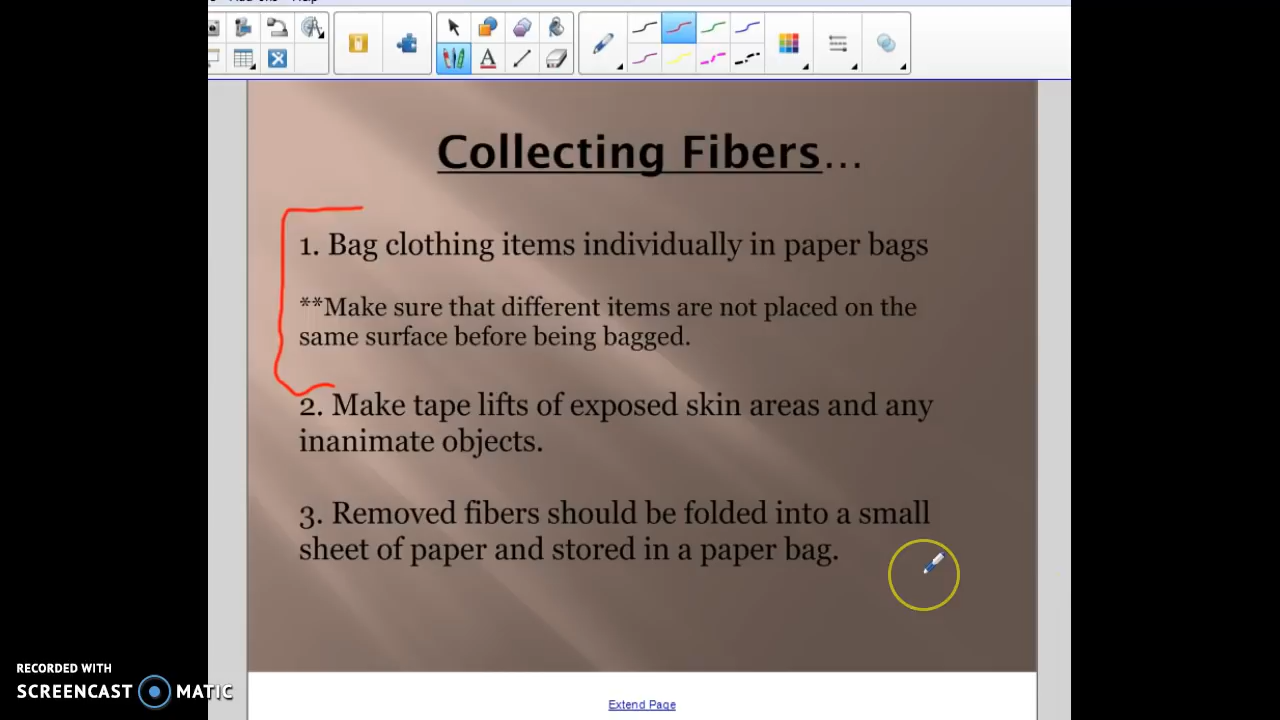 Collecting Fibers...
1. Bag clothing items individually in paper bags
**Make sure that different items are not placed on the
same surface before being bagged.
2. Make tape lifts of exposed skin areas and any
inanimate objects.
3. Removed fibers should be folded into a small
sheet of paper and stored in a paper bag.
RECORDED WITH
SCREENCAST MATIC
Extend Page